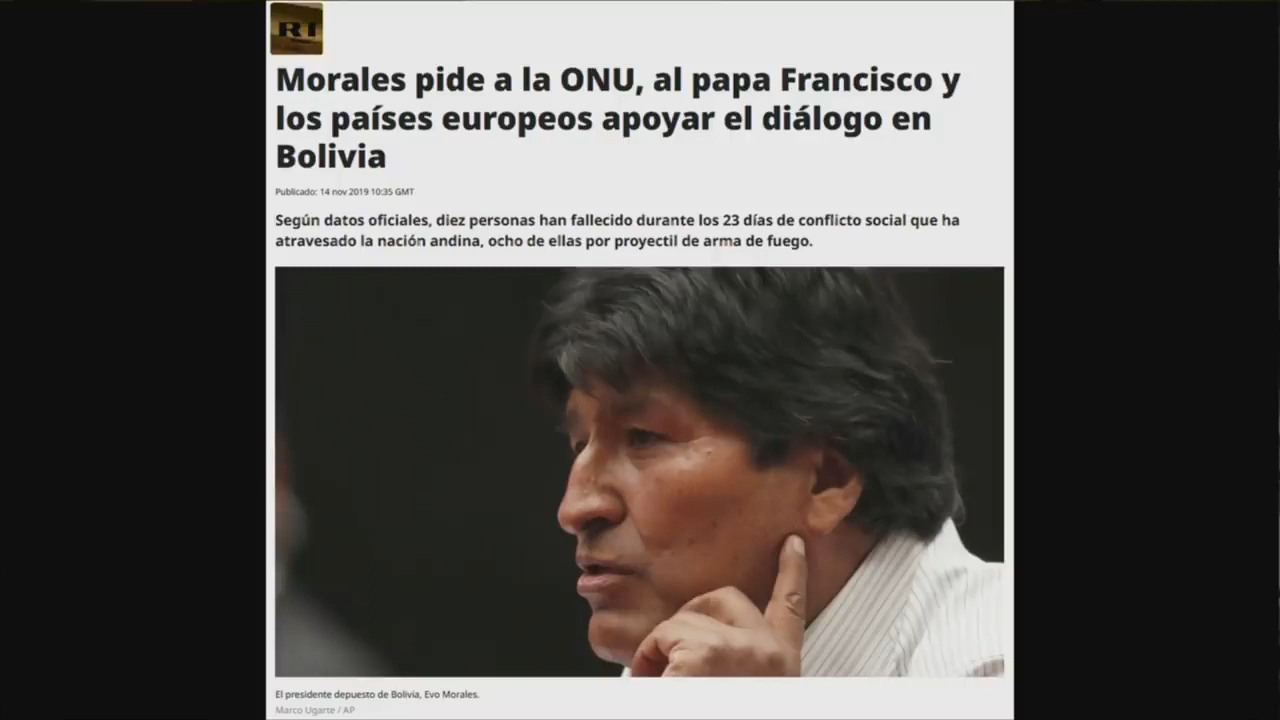 RT
Morales pide a la ONU, al papa Francisco y
los países europeos apoyar el diálogo en
Bolivia
Publicado: 14 nov 2019 10:35 GMT
Según datos oficiales, diez personas han fallecido durante los 23 días de conflicto social que ha
atravesado la nación andina, ocho de ellas por proyectil de arma de fuego.
El presidente depuesto de Bolivia, Evo Morales.
Marco Ugarte / AP